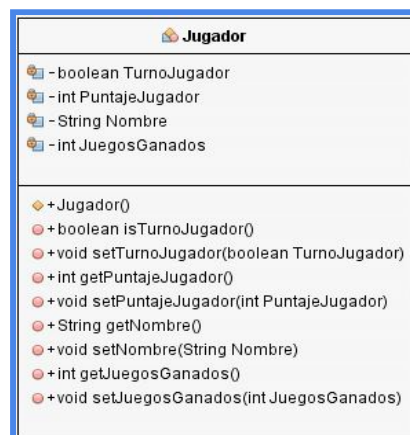 Jugador
- boolean TurnoJugador
- int PuntajeJugador
- String Nombre
- int JuegosGanados
+ Jugador()
+ boolean isTurnoJugador()
+ void setTurnoJugador(boolean TurnoJugador)
+ int getPuntajeJugador()
+ void setPuntajeJugador(int PuntajeJugador)
+ String getNombre()
+ void setNombre(String Nombre)
+ int getJuegosGanados()
+ void setJuegosGanados(int JuegosGanados)